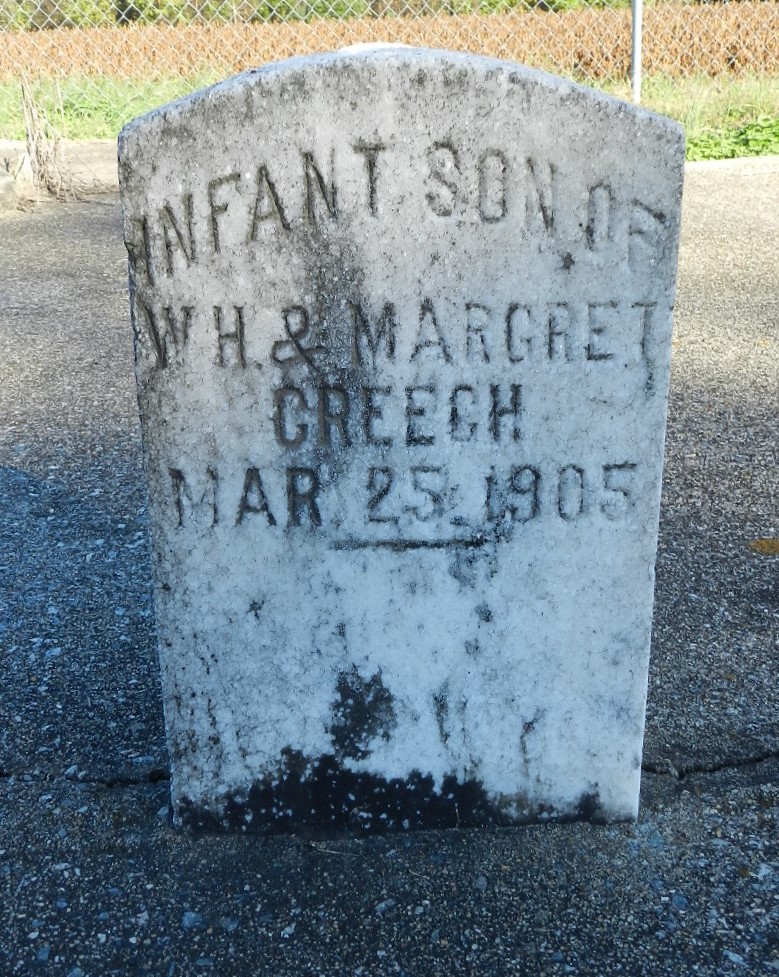 INFANT SON OF
W H. & MARGRET
CREECH
MAR 25. 1905